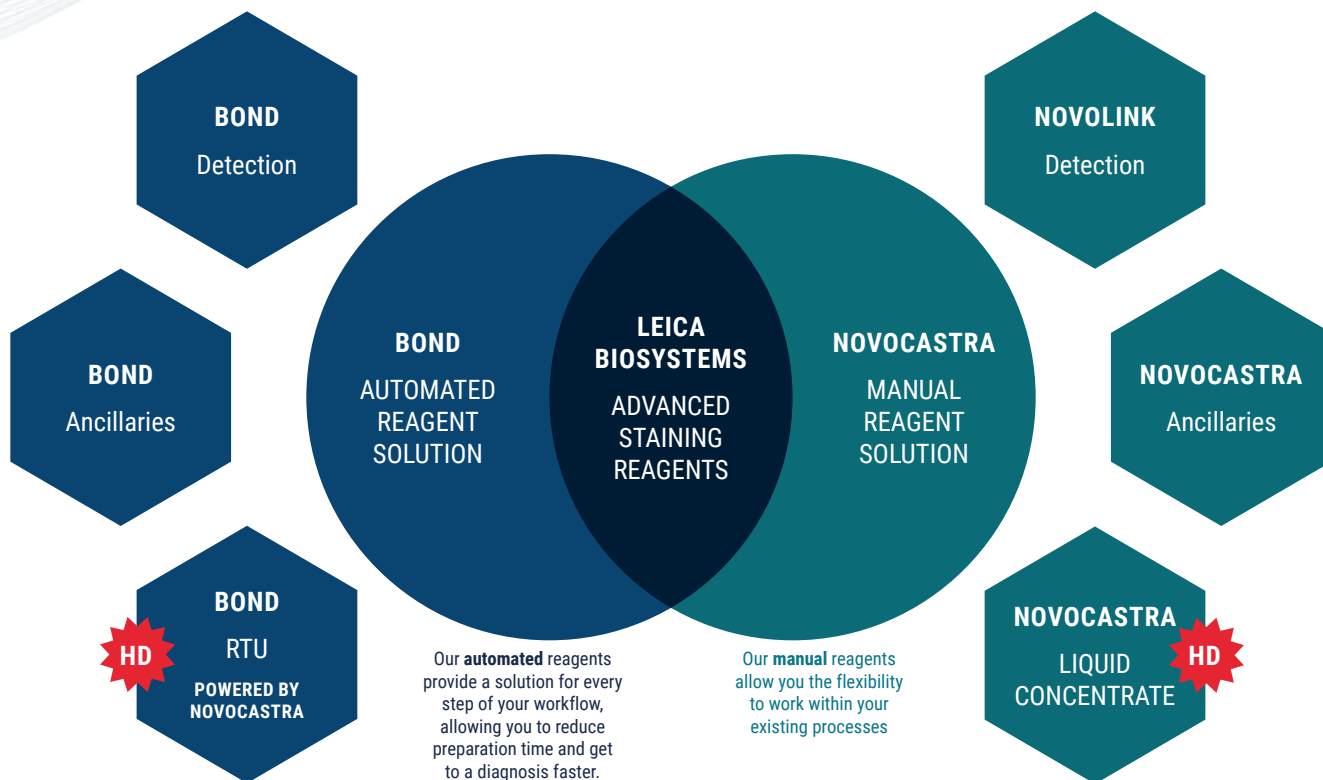 BOND
Detection
BOND
Ancillaries
HD
BOND
RTU
POWERED BY
NOVOCASTRA
BOND
AUTOMATED
REAGENT
SOLUTION
LEICA
BIOSYSTEMS
ADVANCED
STAINING
REAGENTS
NOVOCASTRA
MANUAL
REAGENT
SOLUTION
Our automated reagents
provide a solution for every
step of your workflow,
allowing you to reduce
preparation time and get
to a diagnosis faster.
Our manual reagents
allow you the flexibility
to work within your
existing processes
NOVOLINK
Detection
NOVOCASTRA
Ancillaries
NOVOCASTRA
LIQUID
CONCENTRATE
HD